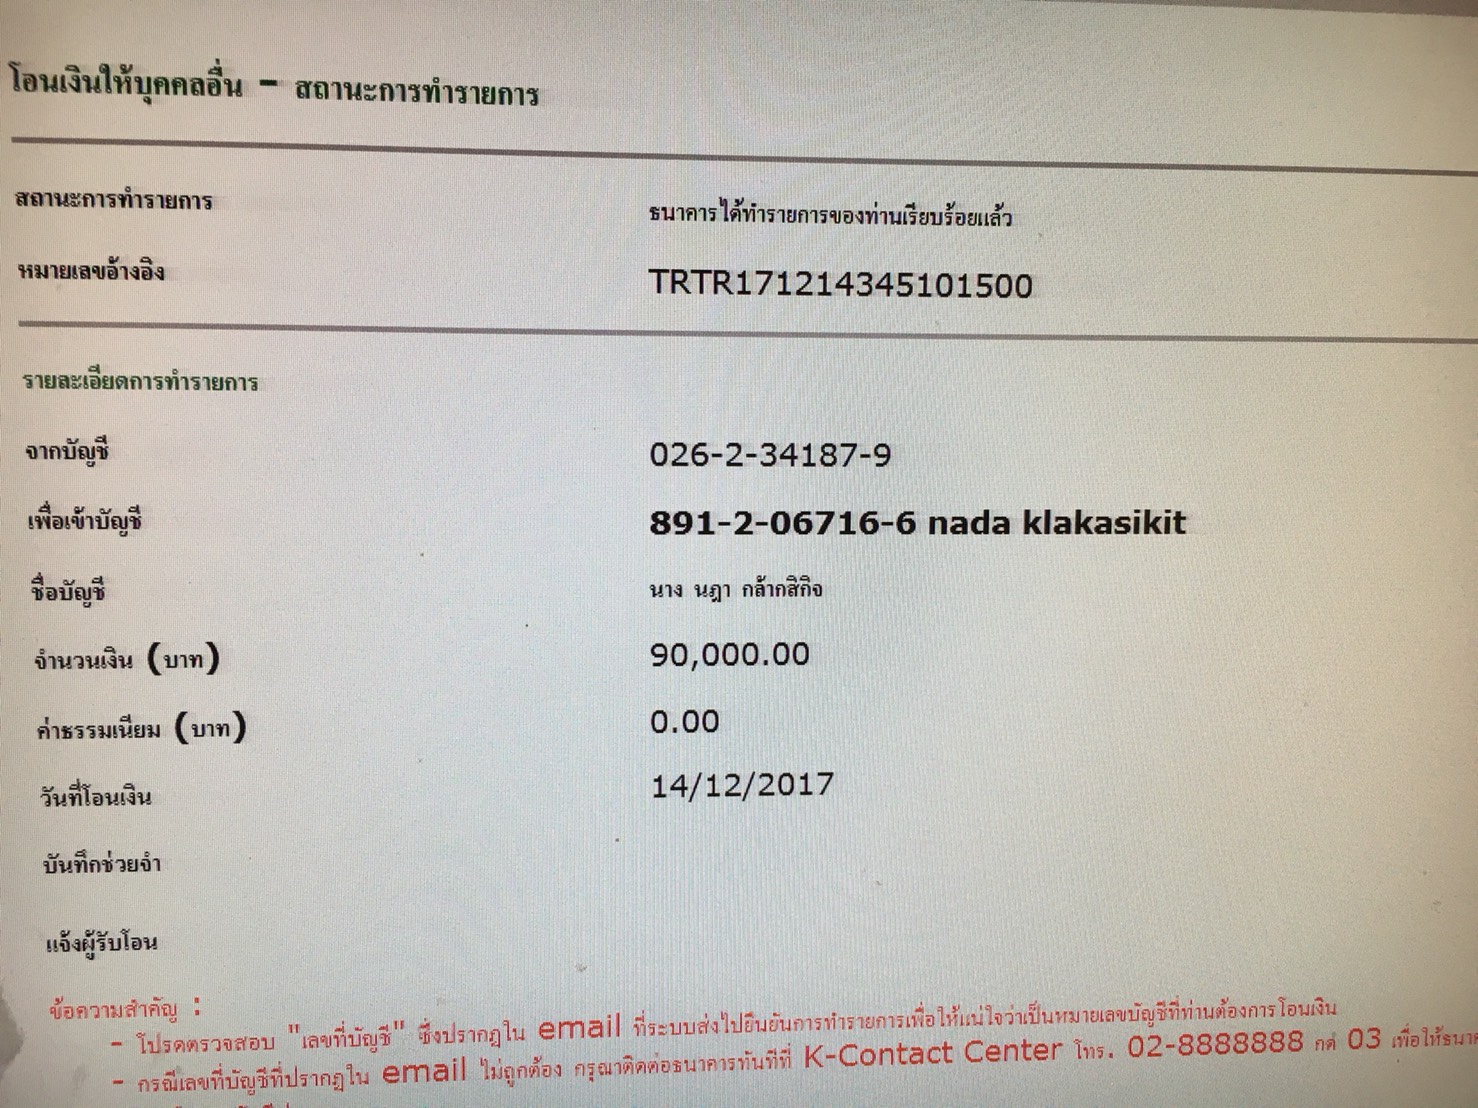 โอนเงินให้บุคคลอื่น - สถานะการทำรายการ
สถานะการทำรายการ ธนาคารได้ทำรายการของท่านเรียบร้อยแล้ว
หมายเลขอ้างอิง TRTR171214345101500
รายละเอียดการทำรายการ
จากบัญชี 026-2-34187-9
เพื่อเข้าบัญชี 891-2-06716-6 nada klakasikit
ชื่อบัญชี นาง นฎา กล้ากสิกิจ
จำนวนเงิน (บาท) 90,000.00
ค่าธรรมเนียม (บาท) 0.00
วันที่โอนเงิน 14/12/2017
บันทึกช่วยจำ
แจ้งผู้รับโอน
ข้อความสำคัญ :
- โปรดตรวจสอบ "เลขที่บัญชี" ซึ่งปรากฏใน email ที่ระบบส่งไปยืนยันการทำรายการเพื่อให้แน่ใจว่าเป็นหมายเลขบัญชีที่ท่านต้องการโอนเงิน
- กรณีเลขที่บัญชีที่ปรากฏใน email ไม่ถูกต้อง กรุณาติดต่อธนาคารทันทีที่ K-Contact Center โทร. 02-8888888 กด 03 เพื่อให้